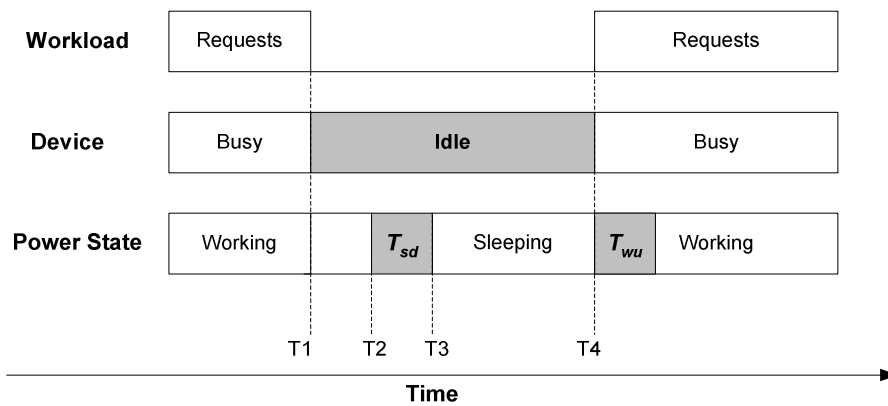 Workload Requests Requests
Device Busy Idle Busy
Power State Working Tsd Sleeping Twu Working
T1 T2 T3 T4
Time